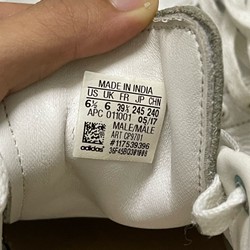 MADE IN INDIA
US UK FR JP CHN
6½ 6 39⅓ 245 240
APC 011001 05/17
MALE/MALE
ART CP9701
#117539396
adidas